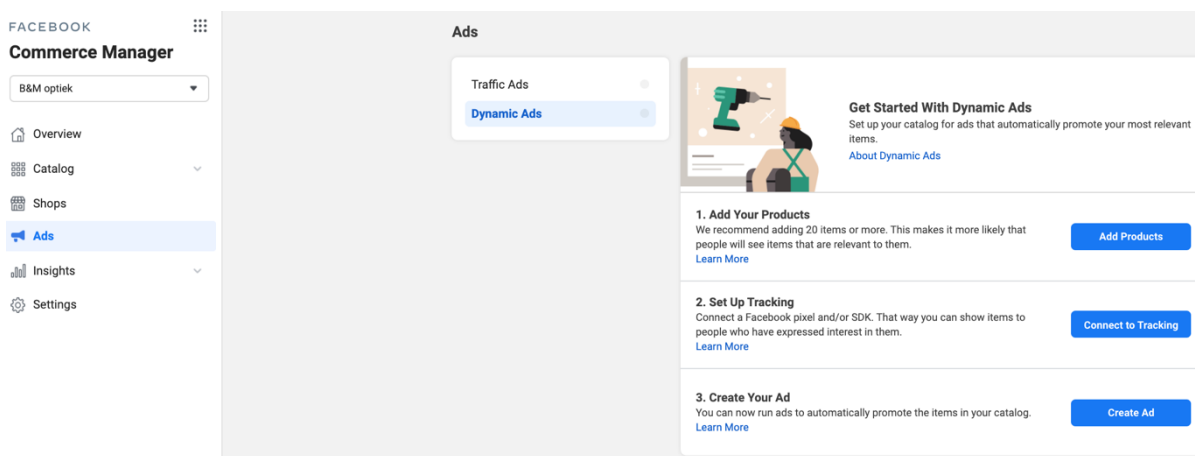 FACEBOOK
Commerce Manager
B&M optiek
Overview
Catalog
Shops
Ads
Insights
Settings
Ads
Traffic Ads
Dynamic Ads
Get Started With Dynamic Ads
Set up your catalog for ads that automatically promote your most relevant
items.
About Dynamic Ads
1. Add Your Products
We recommend adding 20 items or more. This makes it more likely that
people will see items that are relevant to them.
Learn More
Add Products
2. Set Up Tracking
Connect a Facebook pixel and/or SDK. That way you can show items to
people who have expressed interest in them.
Learn More
Connect to Tracking
3. Create Your Ad
You can now run ads to automatically promote the items in your catalog.
Learn More
Create Ad